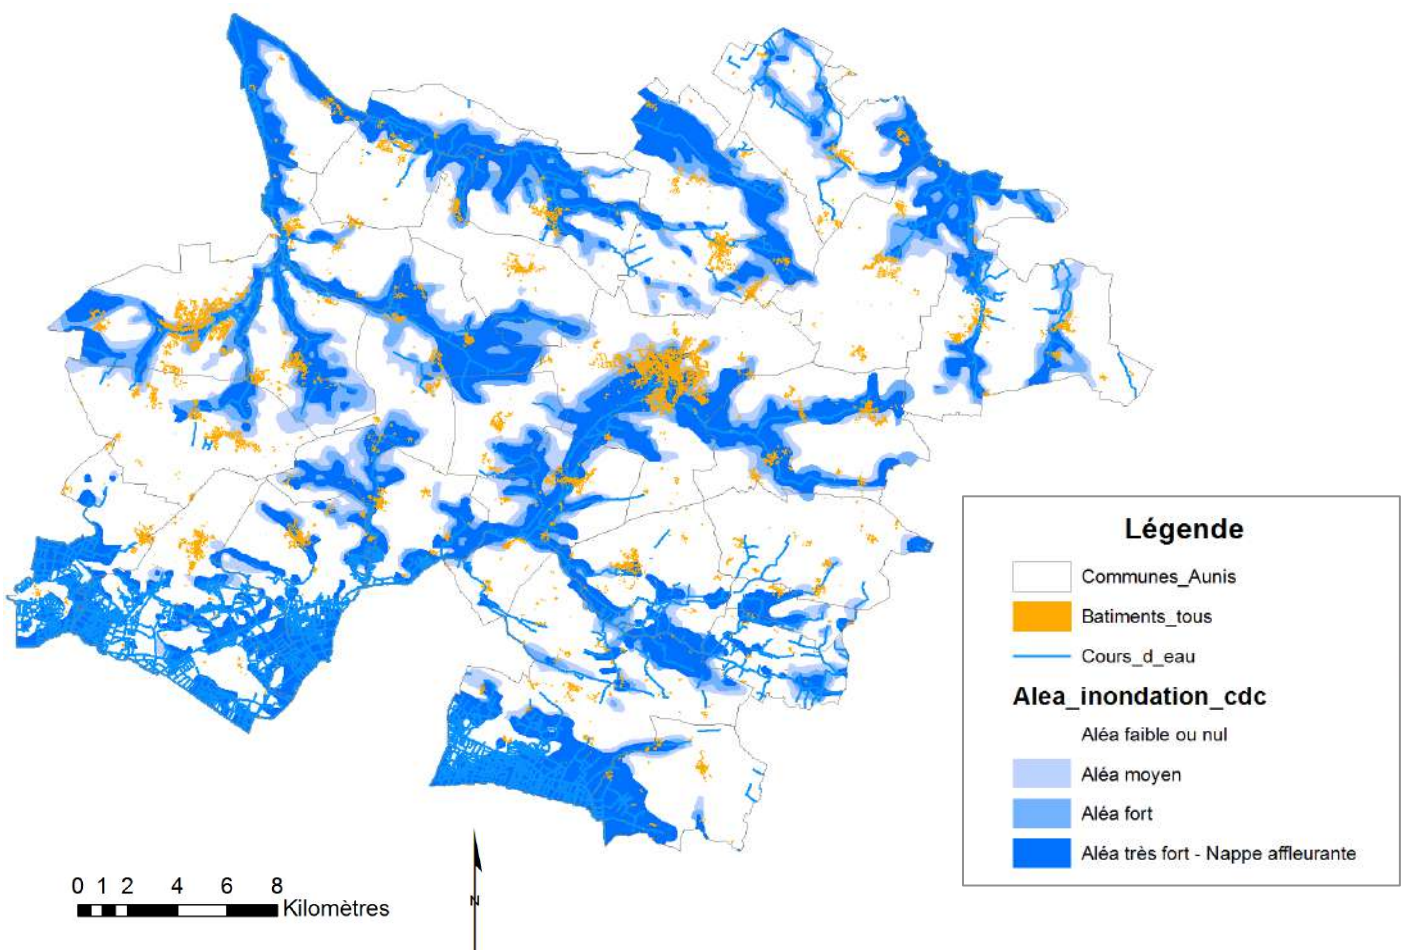 Légende
Communes_Aunis
Batiments_tous
Cours_d_eau
Alea_inondation_cdc
Aléa faible ou nul
Aléa moyen
Aléa fort
Aléa très fort - Nappe affleurante
0 1 2 4 6 8
Kilomètres
N